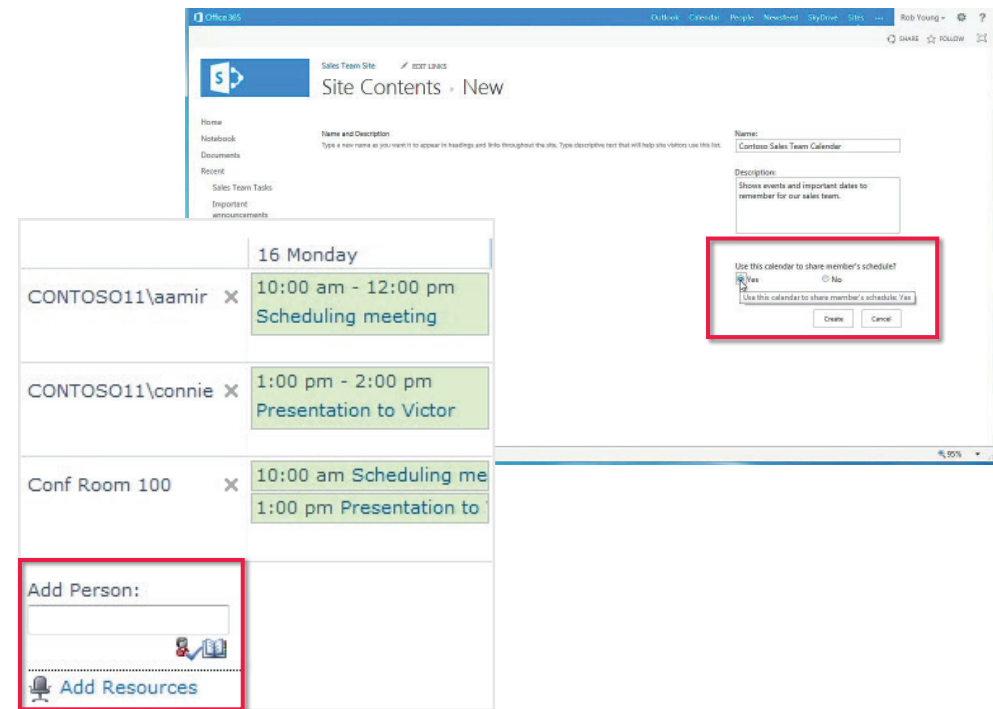 Office 365
Outlook Calendar People Newsfeed SkyDrive Sites ··· Rob Young ?
SHARE FOLLOW
S
Sales Team Site EDIT LINKS
Site Contents › New
Home
Notebook
Documents
Recent
Sales Team Tasks
Important
announcements
Name and Description
Type a new name as you want it to appear in headings and links throughout the site. Type descriptive text that will help site visitors use this list.
Name:
Contoso Sales Team Calendar
Description:
Shows events and important dates to
remember for our sales team.
Use this calendar to share member's schedule?
Yes No
Use this calendar to share member's schedule: Yes
Create Cancel
95%
16 Monday
CONTOSO11\aamir ×
10:00 am - 12:00 pm
Scheduling meeting
CONTOSO11\connie ×
1:00 pm - 2:00 pm
Presentation to Victor
Conf Room 100 ×
10:00 am Scheduling me
1:00 pm Presentation to
Add Person:
Add Resources